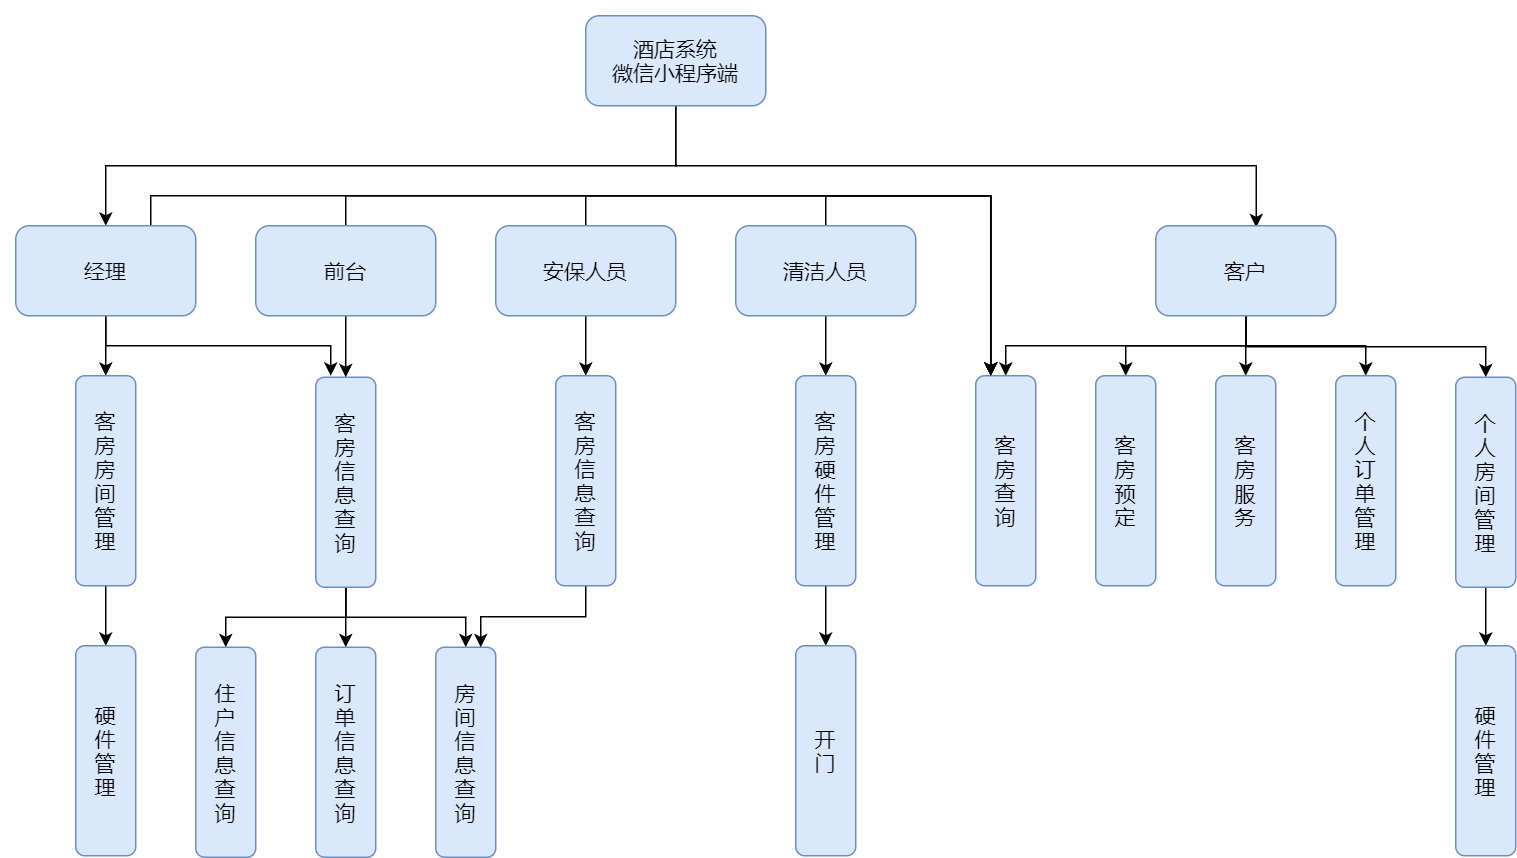 酒店系统
微信小程序端
经理
前台
安保人员
清洁人员
客户
客房房间管理
客房信息查询
客房信息查询
客房硬件管理
客房查询
客房预定
客房服务
个人订单管理
个人房间管理
硬件管理
住户信息查询
订单信息查询
房间信息查询
开门
硬件管理